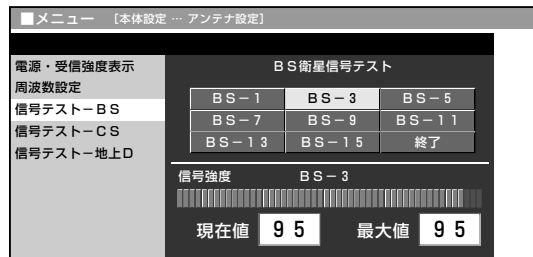 ■メニュー [本体設定 … アンテナ設定]
電源・受信強度表示
周波数設定
信号テスト－BS
信号テスト－CS
信号テスト－地上D
BS衛星信号テスト
BS－1 BS－3 BS－5
BS－7 BS－9 BS－11
BS－13 BS－15 終了
信号強度 BS－3
現在値 95 最大値 95